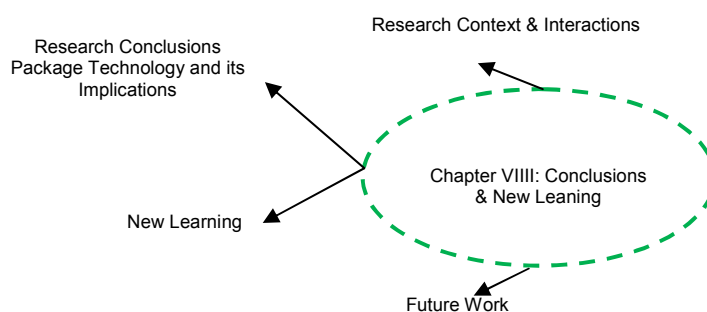 Research Context & Interactions
Research Conclusions
Package Technology and its
Implications
Chapter VIIII: Conclusions
& New Leaning
New Learning
Future Work